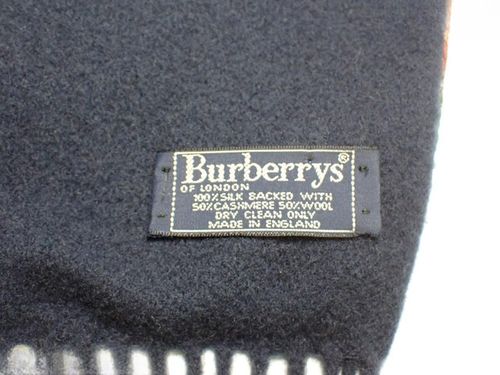 Burberrys®
OF LONDON
100% SILK BACKED WITH
50% CASHMERE 50% WOOL
DRY CLEAN ONLY
MADE IN ENGLAND